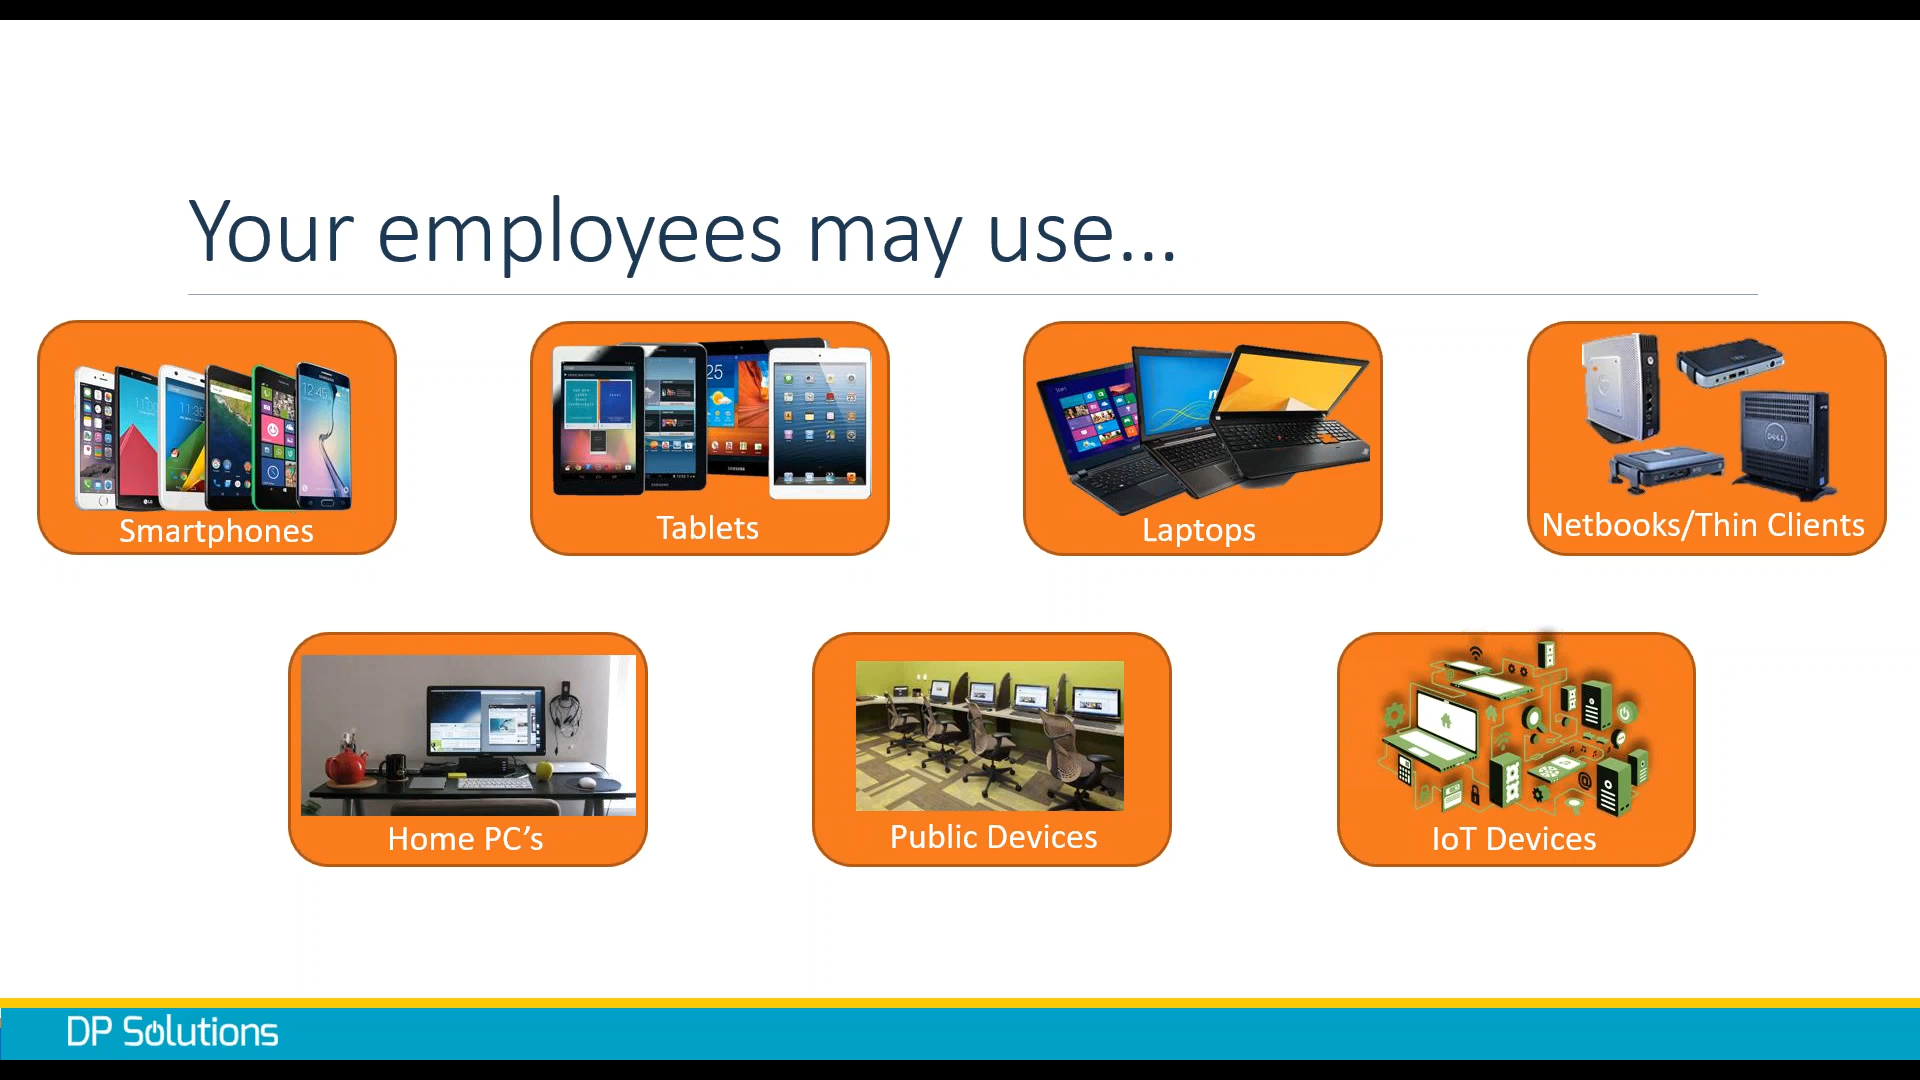 Your employees may use...
Smartphones
Tablets
Laptops
Netbooks/Thin Clients
Home PC’s
Public Devices
IoT Devices
DP Solutions